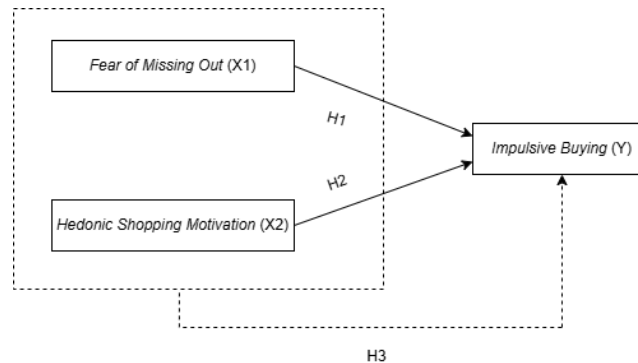 Fear of Missing Out (X1)
H1
Impulsive Buying (Y)
H2
Hedonic Shopping Motivation (X2)
H3